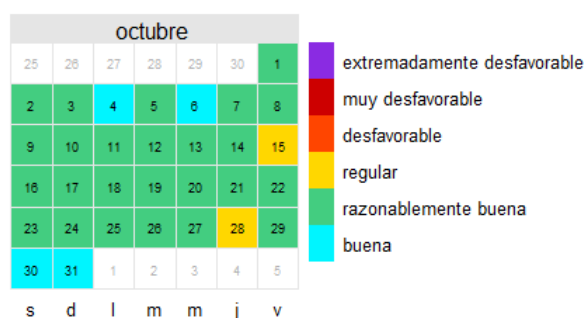 octubre
25 26 27 28 29 30 1
2 3 4 5 6 7 8
9 10 11 12 13 14 15
16 17 18 19 20 21 22
23 24 25 26 27 28 29
30 31 1 2 3 4 5
s d l m m j v
extremadamente desfavorable
muy desfavorable
desfavorable
regular
razonablemente buena
buena